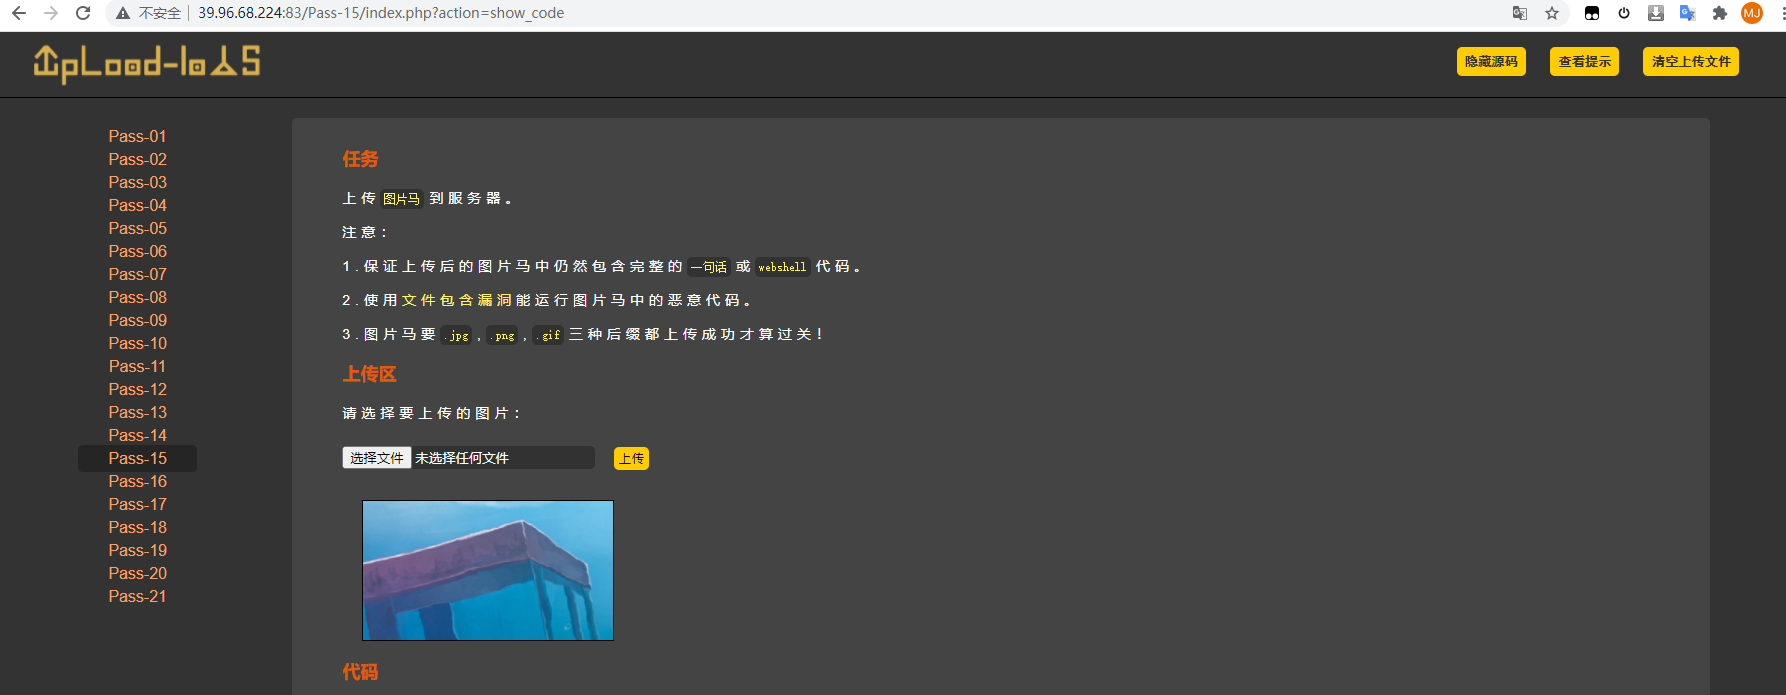 不安全 39.96.68.224:83/Pass-15/index.php?action=show_code
MJ
UpLoad-labs
隐藏源码 查看提示 清空上传文件
Pass-01
Pass-02
Pass-03
Pass-04
Pass-05
Pass-06
Pass-07
Pass-08
Pass-09
Pass-10
Pass-11
Pass-12
Pass-13
Pass-14
Pass-15
Pass-16
Pass-17
Pass-18
Pass-19
Pass-20
Pass-21
任务
上传 图片马 到服务器。
注意：
1.保证上传后的图片马中仍然包含完整的 一句话 或 webshell 代码。
2.使用文件包含漏洞能运行图片马中的恶意代码。
3.图片马要 .jpg , .png , .gif 三种后缀都上传成功才算过关！
上传区
请选择要上传的图片：
选择文件 未选择任何文件 上传
代码